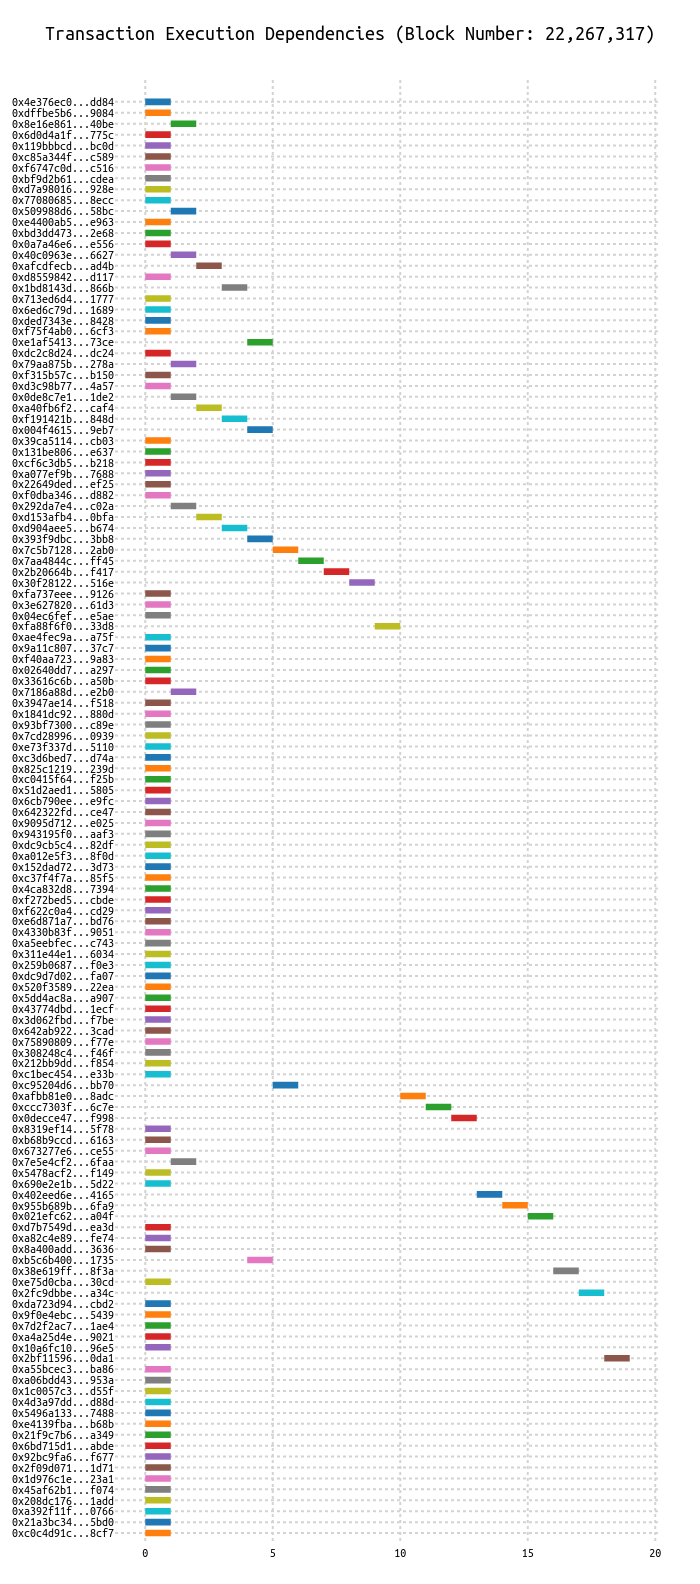 Transaction Execution Dependencies (Block Number: 22,267,317)
0x4e376ec0...dd84
0xdffbe5b6...9084
0x8e16e861...40be
0x6d0d4a1f...775c
0x119bbbcd...bc0d
0xc85a344f...c589
0xf6747c0d...c516
0xbf9d2b61...cdea
0xd7a98016...928e
0x77080685...8ecc
0x509988d6...58bc
0xe4400ab5...e963
0xbd3dd473...2e68
0x0a7a46e6...e556
0x40c0963e...6627
0xafcdfecb...ad4b
0xd8559842...d117
0x1bd8143d...866b
0x713ed6d4...1777
0x6ed6c79d...1689
0xded7343e...8428
0xf75f4ab0...6cf3
0xe1af5413...73ce
0xdc2c8d24...dc24
0x79aa875b...278a
0xf315b57c...b150
0xd3c98b77...4a57
0x0de8c7e1...1de2
0xa40fb6f2...caf4
0xf191421b...848d
0x004f4615...9eb7
0x39ca5114...cb03
0x131be806...e637
0xcf6c3db5...b218
0xa077ef9b...7688
0x22649ded...ef25
0xf0dba346...d882
0x292da7e4...c02a
0xd153afb4...0bfa
0xd904aee5...b674
0x393f9dbc...3bb8
0x7c5b7128...2ab0
0x7aa4844c...ff45
0x2b20664b...f417
0x30f28122...516e
0xfa737eee...9126
0x3e627820...61d3
0x04ec6fef...e5ae
0xfa88f6f0...33d8
0xae4fec9a...a75f
0x9a11c807...37c7
0xf40aa723...9a83
0x02640dd7...a297
0x33616c6b...a50b
0x7186a88d...e2b0
0x3947ae14...f518
0x1841dc92...880d
0x93bf7300...c89e
0x7cd28996...0939
0xe73f337d...5110
0xc3d6bed7...d74a
0x825c1219...239d
0xc0415f64...f25b
0x51d2aed1...5805
0x6cb790ee...e9fc
0x642322fd...ce47
0x9095d712...e025
0x943195f0...aaf3
0xdc9cb5c4...82df
0xa012e5f3...8f0d
0x152dad72...3d73
0xc37f4f7a...85f5
0x4ca832d8...7394
0xf272bed5...cbde
0xf622c0a4...cd29
0xe6d871a7...bd76
0x4330b83f...9051
0xa5eebfec...c743
0x311e44e1...6034
0x259b0687...f0e3
0xdc9d7d02...fa07
0x520f3589...22ea
0x5dd4ac8a...a907
0x43774dbd...1ecf
0x3d062fbd...f7be
0x642ab922...3cad
0x75890809...f77e
0x308248c4...f46f
0x212bb9dd...f854
0xc1bec454...e33b
0xc95204d6...bb70
0xafbb81e0...8adc
0xccc7303f...6c7e
0x0decce47...f998
0x8319ef14...5f78
0xb68b9ccd...6163
0x673277e6...ce55
0x7e5e4cf2...6faa
0x5478acf2...f149
0x690e2e1b...5d22
0x402eed6e...4165
0x955b689b...6fa9
0x021efc62...a04f
0xd7b7549d...ea3d
0xa82c4e89...fe74
0x8a400add...3636
0xb5c6b400...1735
0x38e619ff...8f3a
0xe75d0cba...30cd
0x2fc9dbbe...a34c
0xda723d94...cbd2
0x9f0e4ebc...5439
0x7d2f2ac7...1ae4
0xa4a25d4e...9021
0x10a6fc10...96e5
0x2bf11596...0da1
0xa55bcec3...ba86
0xa06bdd43...953a
0x1c0057c3...d55f
0x4d3a97dd...d88d
0x5496a133...7488
0xe4139fba...b68b
0x21f9c7b6...a349
0x6bd715d1...abde
0x92bc9fa6...f677
0x2f09d071...1d71
0x1d976c1e...23a1
0x45af62b1...f074
0x208dc176...1add
0xa392f11f...0766
0x21a3bc34...5bd0
0xc0c4d91c...8cf7
0 5 10 15 20